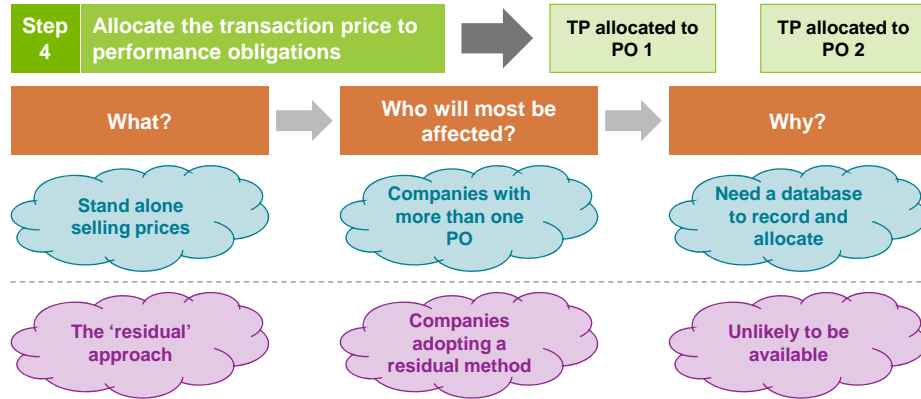 Step
4
Allocate the transaction price to
performance obligations
TP allocated to
PO 1
TP allocated to
PO 2
What?
Who will most be
affected?
Why?
Stand alone
selling prices
Companies with
more than one
PO
Need a database
to record and
allocate
The ‘residual’
approach
Companies
adopting a
residual method
Unlikely to be
available